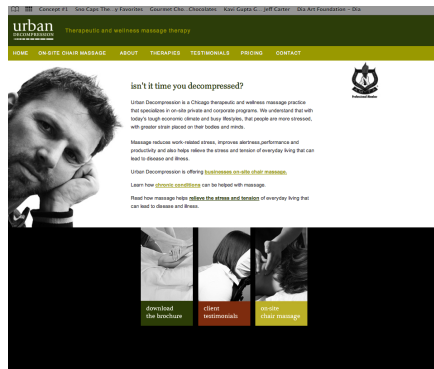 Concept #1 Sno Caps The...y Favorites Gourmet Cho...Chocolates Kavi Gupta G... Jeff Carter Dia Art Foundation – Dia
urban
DECOMPRESSION
Therapeutic and wellness massage therapy
HOME ON-SITE CHAIR MASSAGE ABOUT THERAPIES TESTIMONIALS PRICING CONTACT
isn't it time you decompressed?
Urban Decompression is a Chicago therapeutic and wellness massage practice
that specializes in on-site private and corporate programs. We understand that with
today's tough economic climate and busy lifestyles, that people are more stressed,
with greater strain placed on their bodies and minds.
Massage reduces work-related stress, improves alertness,performance and
productivity and also helps relieve the stress and tension of everyday living that can
lead to disease and illness.
Urban Decompression is offering businesses on-site chair massage.
Learn how chronic conditions can be helped with massage.
Read how massage helps relieve the stress and tension of everyday living that
can lead to disease and illness.
Professional Member
download
the brochure
client
testimonials
on-site
chair massage